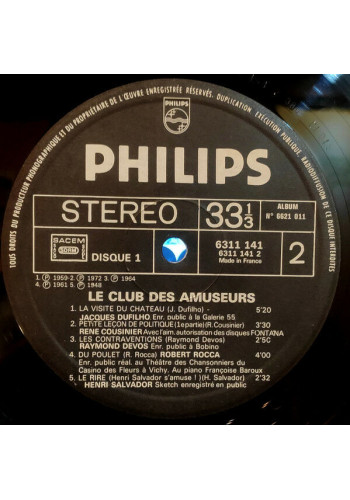 TOUS DROITS DU PRODUCTEUR PHONOGRAPHIQUE ET DU PROPRIÉTAIRE DE L'ŒUVRE ENREGISTRÉE RÉSERVÉS. DUPLICATION, EXÉCUTION PUBLIQUE, RADIODIFFUSION DE CE DISQUE INTERDITES
PHILIPS
PHILIPS
STEREO
33 1/3
ALBUM
N° 6621 011
SACEM
DISQUE 1
6311 141
6311 141 2
Made in France
2
1. ℗ 1959-2. ℗ 1972 3. ℗ 1964
4. ℗ 1961 5. ℗ 1948
LE CLUB DES AMUSEURS
1. LA VISITE DU CHATEAU (J. Dufilho) - 5'20
JACQUES DUFILHO Enr. public à la Galerie 55
2. PETITE LEÇON DE POLITIQUE (1epartie)(R. Cousinier) 3'30
RENE COUSINIER Avec l'aim. autorisation des disques FONTANA
3. LES CONTRAVENTIONS (Raymond Devos) 2'50
RAYMOND DEVOS Enr. public à Bobino
4. DU POULET (R. Rocca) ROBERT ROCCA 4'00
Enr. public réal. au Théâtre des Chansonniers du
Casino des Fleurs à Vichy. Au piano Françoise Baroux
5. LE RIRE (Henri Salvador s'amuse !) (H. Salvador) 2'32
HENRI SALVADOR Sketch enregistré en public